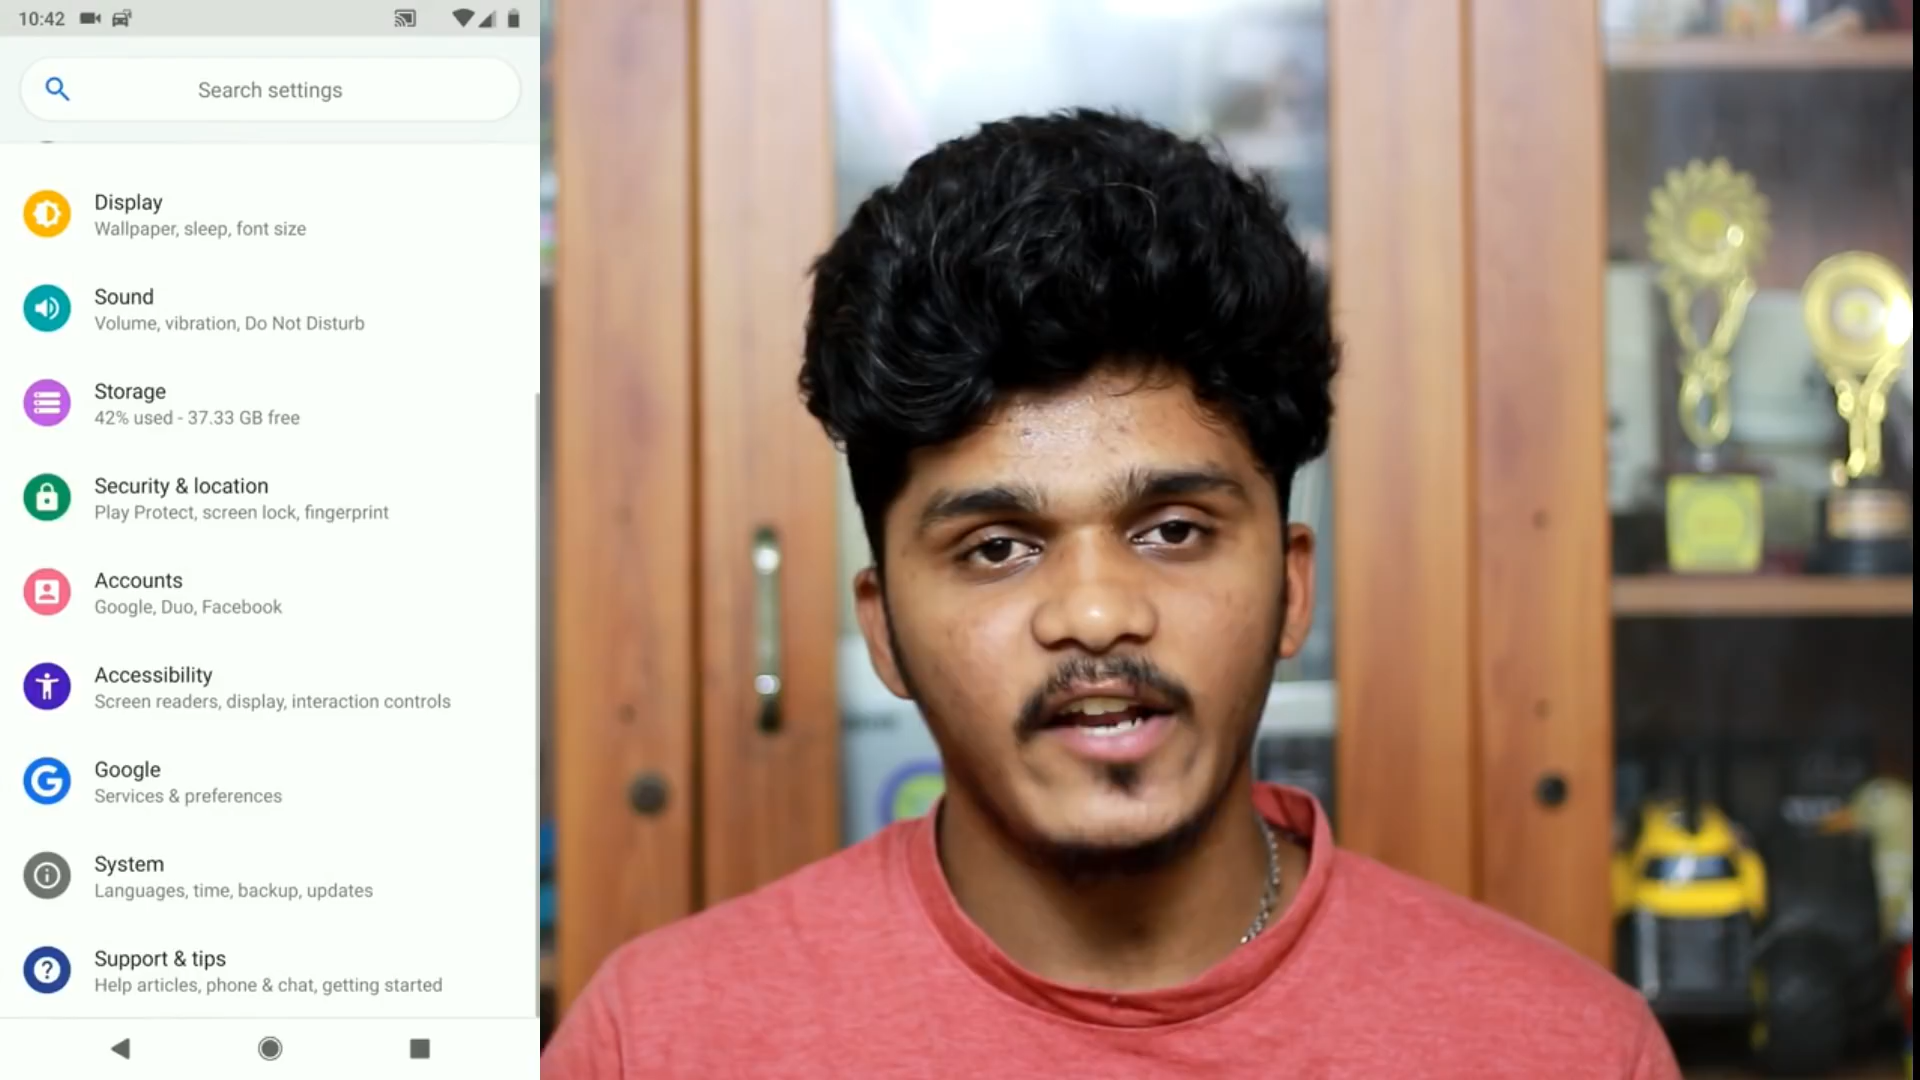 10:42
Search settings
Display
Wallpaper, sleep, font size
Sound
Volume, vibration, Do Not Disturb
Storage
42% used - 37.33 GB free
Security & location
Play Protect, screen lock, fingerprint
Accounts
Google, Duo, Facebook
Accessibility
Screen readers, display, interaction controls
Google
Services & preferences
System
Languages, time, backup, updates
Support & tips
Help articles, phone & chat, getting started